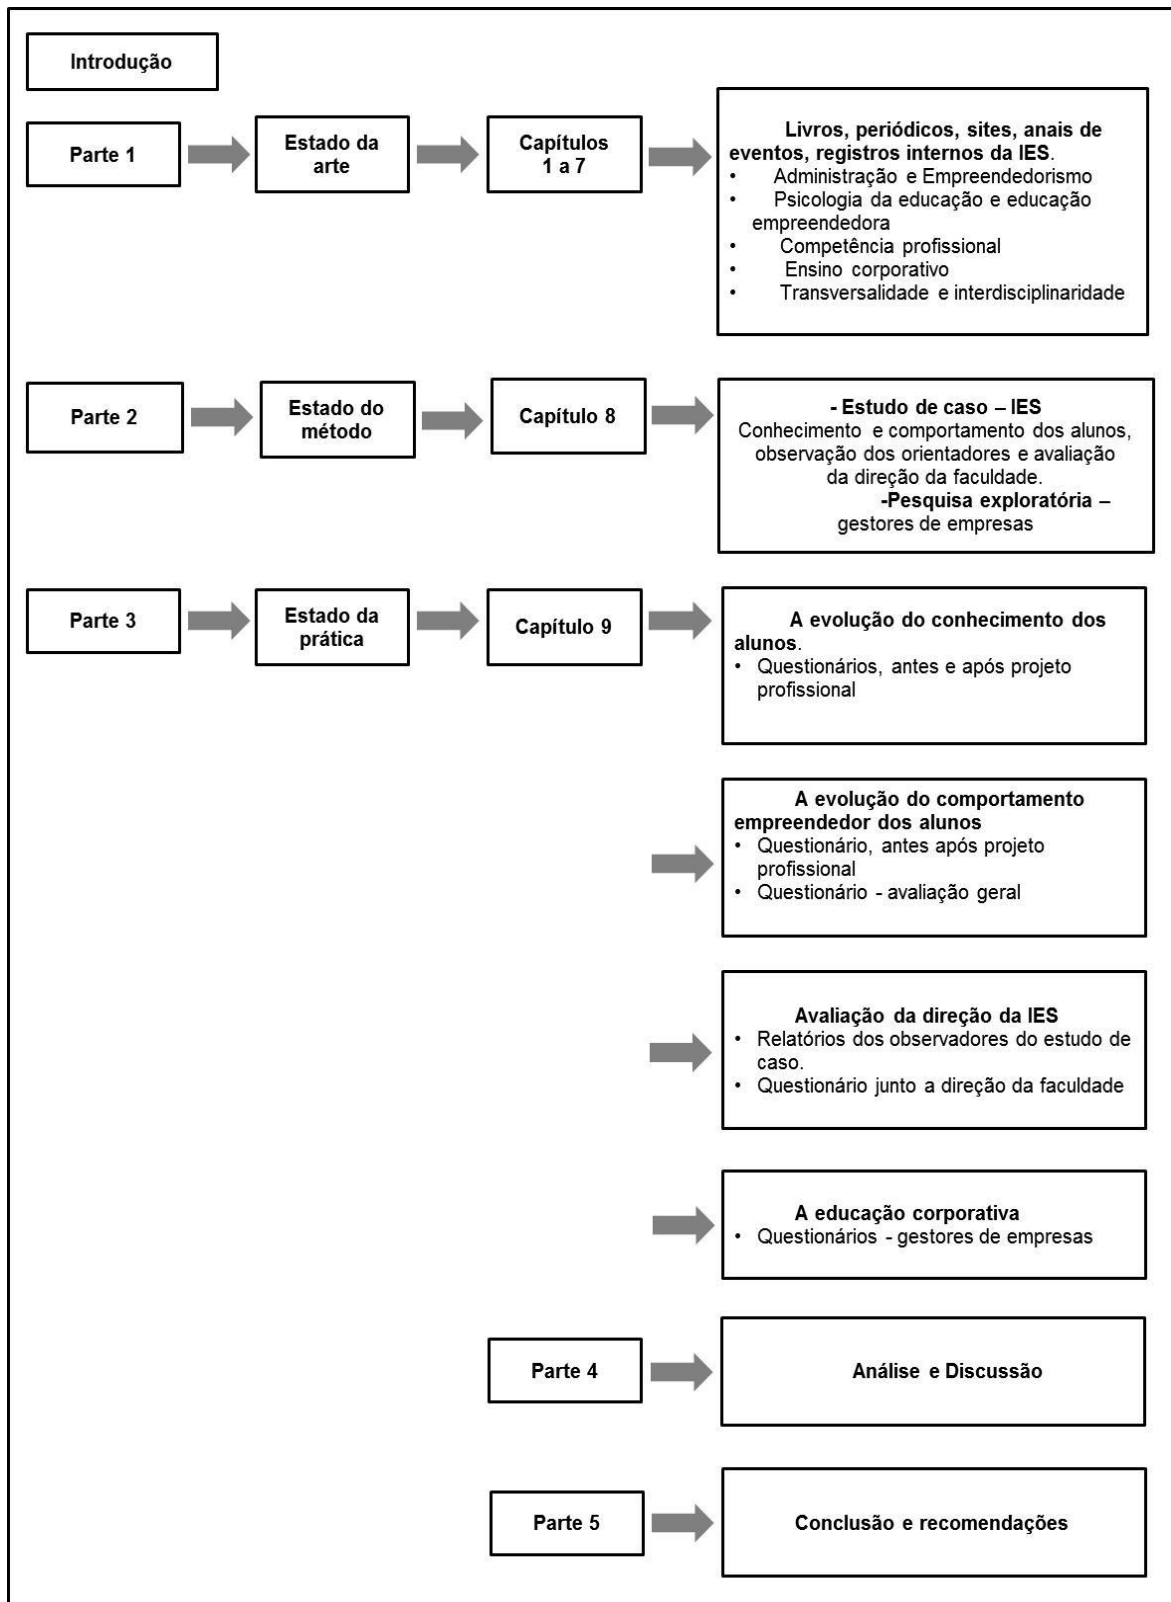 Introdução
Parte 1
Estado da
arte
Capítulos
1 a 7
Livros, periódicos, sites, anais de
eventos, registros internos da IES.
• Administração e Empreendedorismo
• Psicologia da educação e educação
empreendedora
• Competência profissional
• Ensino corporativo
• Transversalidade e interdisciplinaridade
Parte 2
Estado do
método
Capítulo 8
- Estudo de caso – IES
Conhecimento e comportamento dos alunos,
observação dos orientadores e avaliação
da direção da faculdade.
-Pesquisa exploratória –
gestores de empresas
Parte 3
Estado da
prática
Capítulo 9
A evolução do conhecimento dos
alunos.
• Questionários, antes e após projeto
profissional
A evolução do comportamento
empreendedor dos alunos
• Questionário, antes após projeto
profissional
• Questionário - avaliação geral
Avaliação da direção da IES
• Relatórios dos observadores do estudo de
caso.
• Questionário junto a direção da faculdade
A educação corporativa
• Questionários - gestores de empresas
Parte 4
Análise e Discussão
Parte 5
Conclusão e recomendações